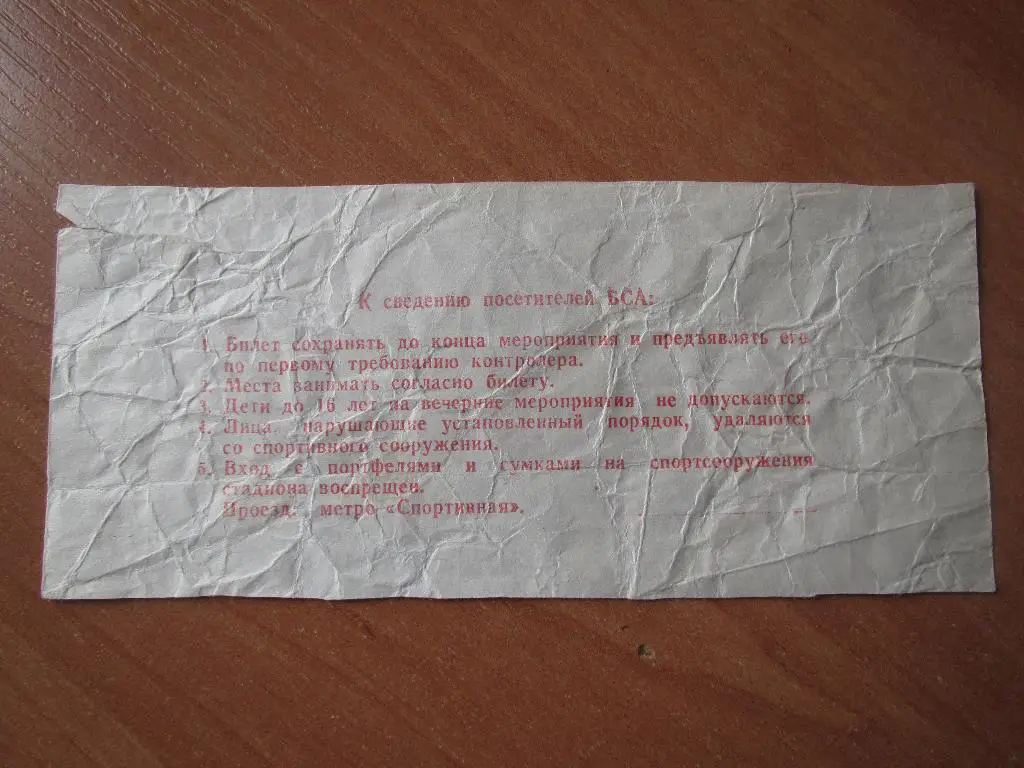 К сведению посетителей БСА:
1. Билет сохранять до конца мероприятия и предъявлять его
по первому требованию контролера.
2. Места занимать согласно билету.
3. Дети до 16 лет на вечерние мероприятия не допускаются.
4. Лица, нарушающие установленный порядок, удаляются
со спортивного сооружения.
5. Вход с портфелями и сумками на спортсооружения
стадиона воспрещен.
Проезд: метро «Спортивная».